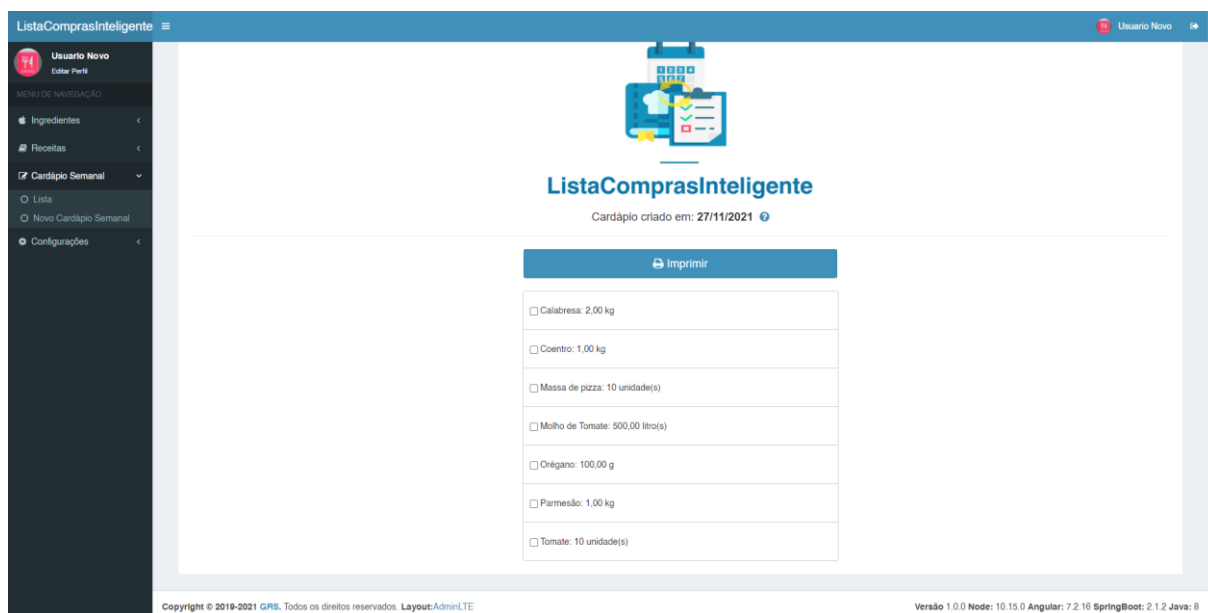 ListaComprasInteligente
Usuario Novo
Usuario Novo
Editar Perfil
MENU DE NAVEGAÇÃO
Ingredientes
Receitas
Cardápio Semanal
Lista
Novo Cardápio Semanal
Configurações
ListaComprasInteligente
Cardápio criado em: 27/11/2021
Imprimir
Calabresa: 2,00 kg
Coentro: 1,00 kg
Massa de pizza: 10 unidade(s)
Molho de Tomate: 500,00 litro(s)
Orégano: 100,00 g
Parmesão: 1,00 kg
Tomate: 10 unidade(s)
Copyright © 2019-2021 GRS. Todos os direitos reservados. Layout:AdminLTE
Versão 1.0.0 Node: 10.15.0 Angular: 7.2.16 SpringBoot: 2.1.2 Java: 8